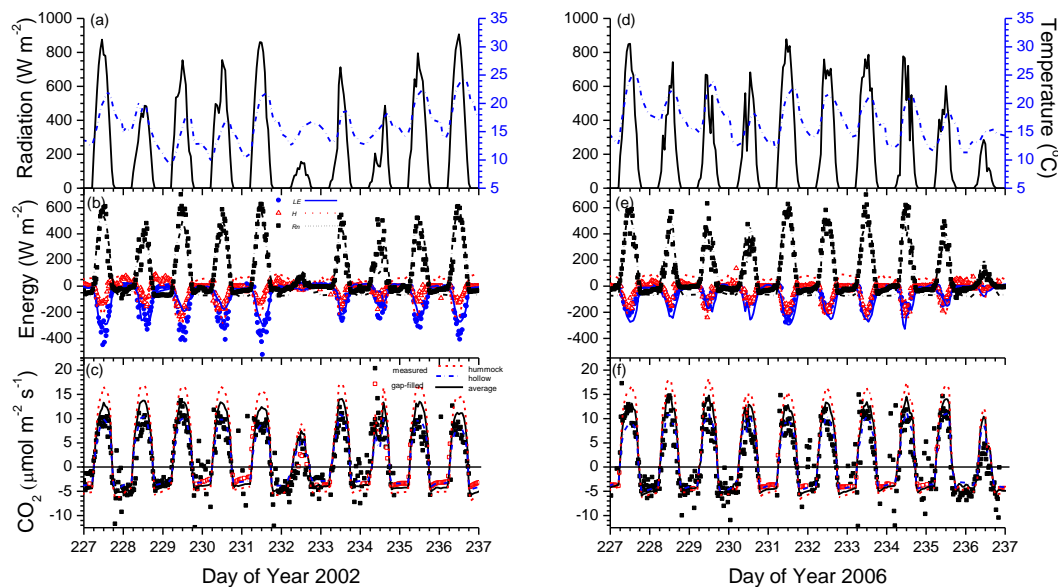 (a)
(d)
1000
800
600
400
200
0
Radiation (W m-2)
35
30
25
20
15
10
5
1000
800
600
400
200
0
35
30
25
20
15
10
5
Temperature (°C)
(b)
LE
H
Rn
(e)
600
400
200
0
-200
-400
Energy (W m-2)
600
400
200
0
-200
-400
(c)
measured
gap-filled
hummock
hollow
average
(f)
20
15
10
5
0
-5
-10
CO2 (μmol m-2 s-1)
20
15
10
5
0
-5
-10
227 228 229 230 231 232 233 234 235 236 237
227 228 229 230 231 232 233 234 235 236 237
Day of Year 2002
Day of Year 2006